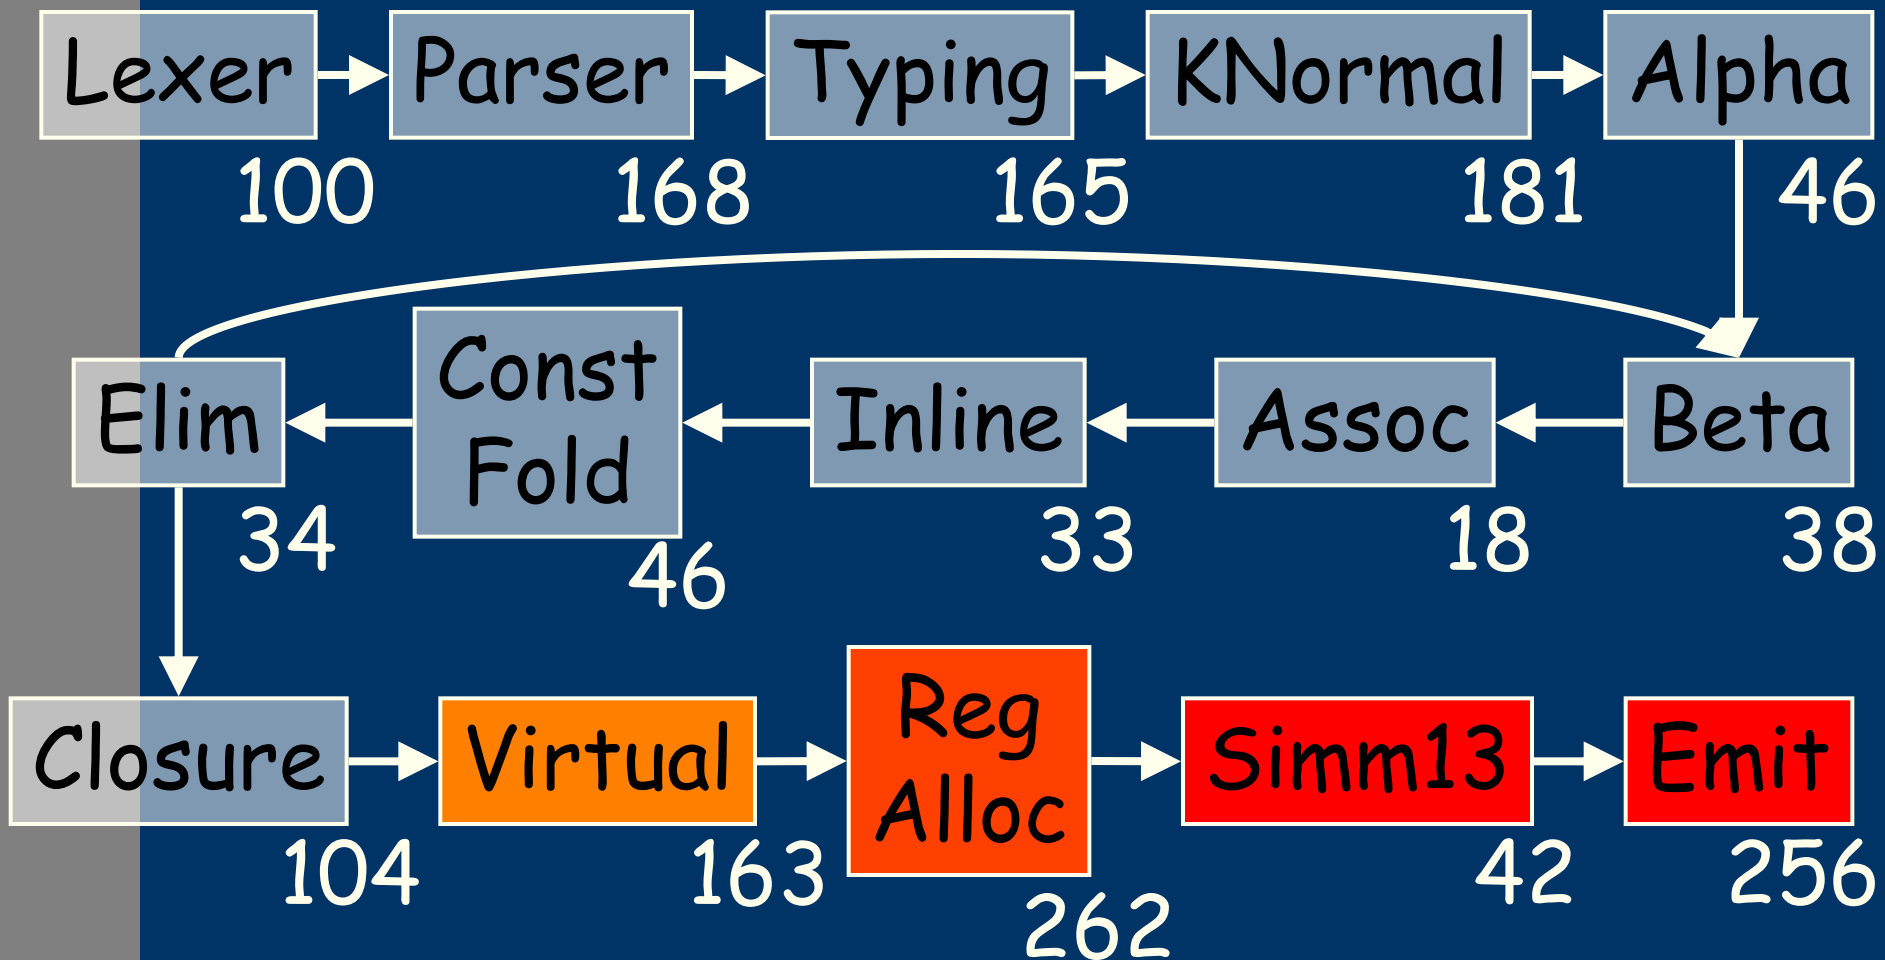 Lexer
Parser
Typing
KNormal
Alpha
100
168
165
181
46
Elim
Const
Fold
Inline
Assoc
Beta
34
46
33
18
38
Closure
Virtual
Reg
Alloc
Simm13
Emit
104
163
262
42
256